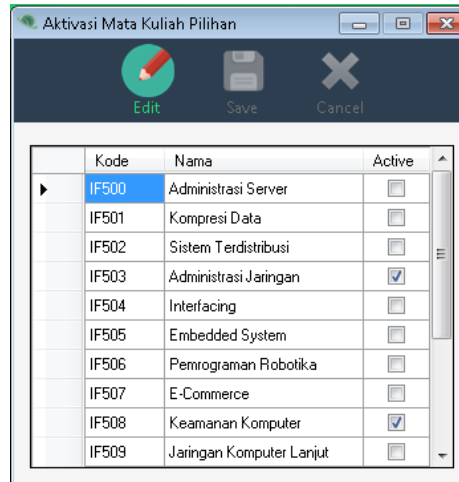 Aktivasi Mata Kuliah Pilihan
Edit Save Cancel
Kode Nama Active
IF500 Administrasi Server
IF501 Kompresi Data
IF502 Sistem Terdistribusi
IF503 Administrasi Jaringan
IF504 Interfacing
IF505 Embedded System
IF506 Pemrograman Robotika
IF507 E-Commerce
IF508 Keamanan Komputer
IF509 Jaringan Komputer Lanjut